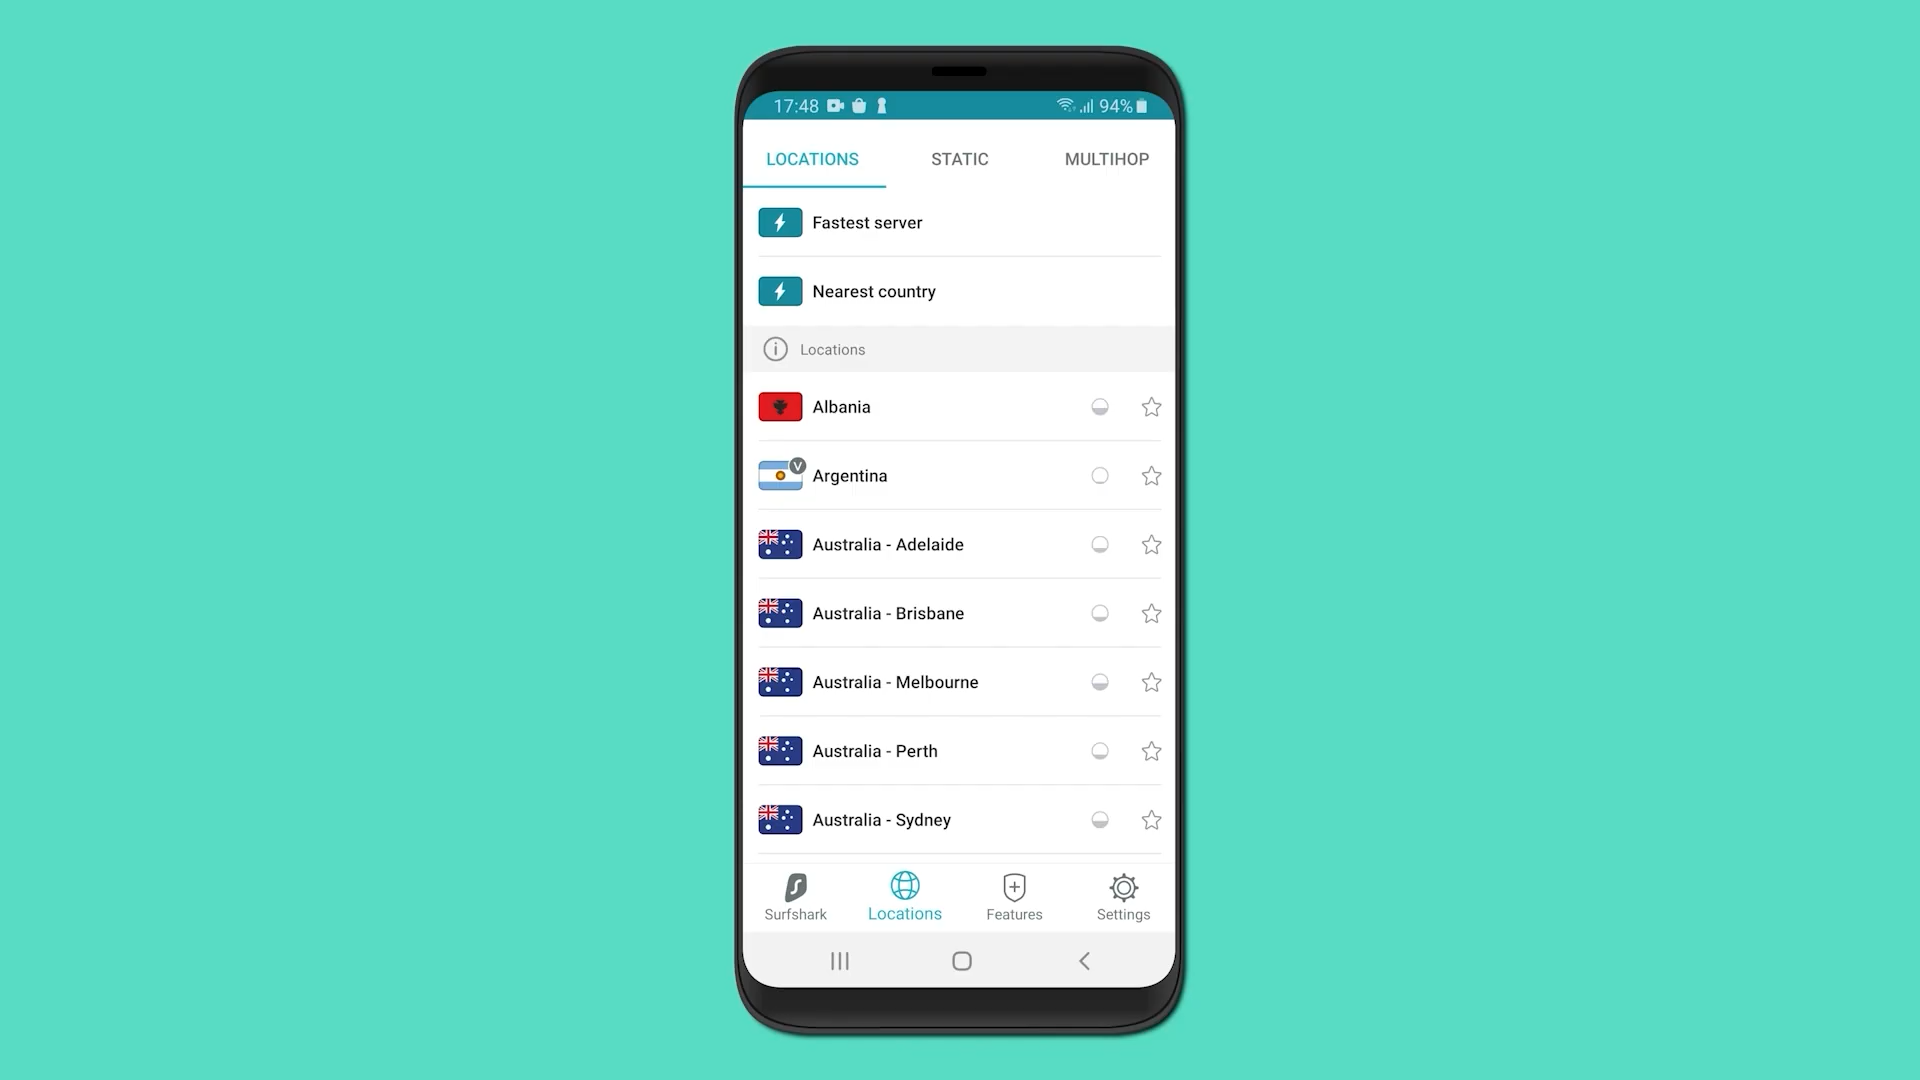 17:48 94%
LOCATIONS STATIC MULTIHOP
Fastest server
Nearest country
Locations
Albania
V
Argentina
Australia - Adelaide
Australia - Brisbane
Australia - Melbourne
Australia - Perth
Australia - Sydney
Surfshark Locations Features Settings